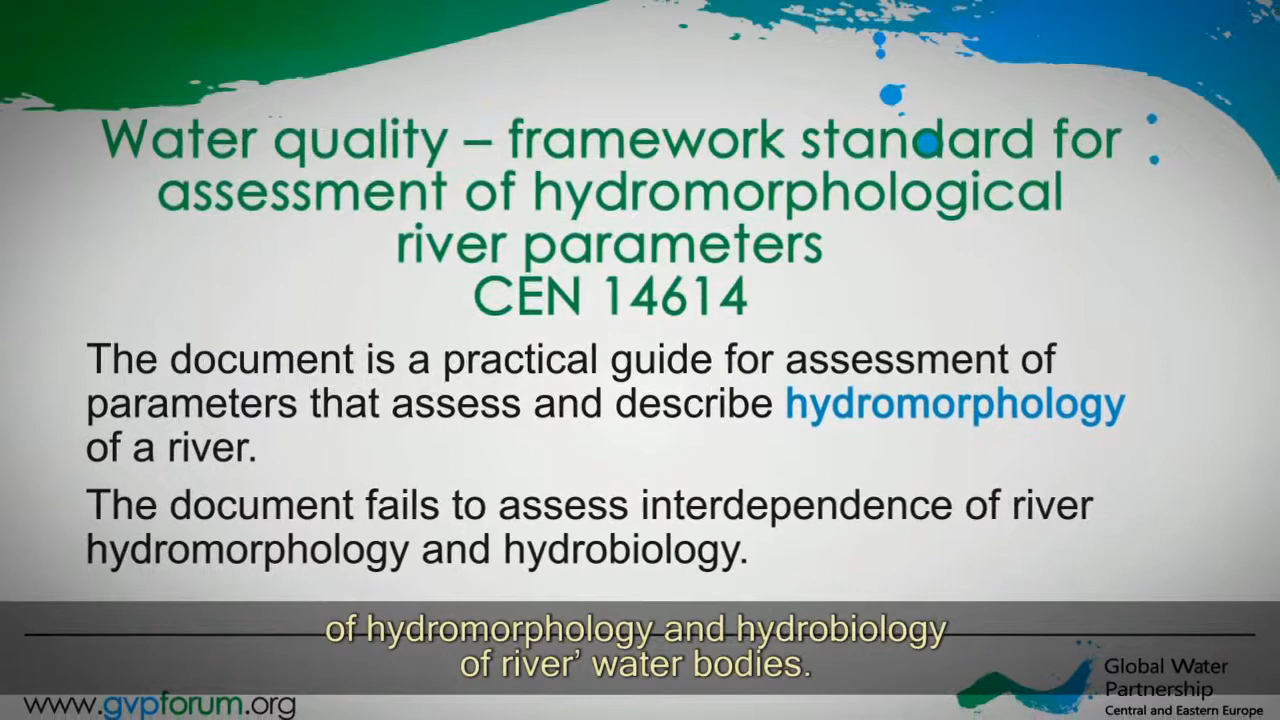 Water quality – framework standard for
assessment of hydromorphological
river parameters
CEN 14614
The document is a practical guide for assessment of
parameters that assess and describe hydromorphology
of a river.
The document fails to assess interdependence of river
hydromorphology and hydrobiology.
of hydromorphology and hydrobiology
of river’ water bodies.
www.gvpforum.org
Global Water
Partnership
Central and Eastern Europe